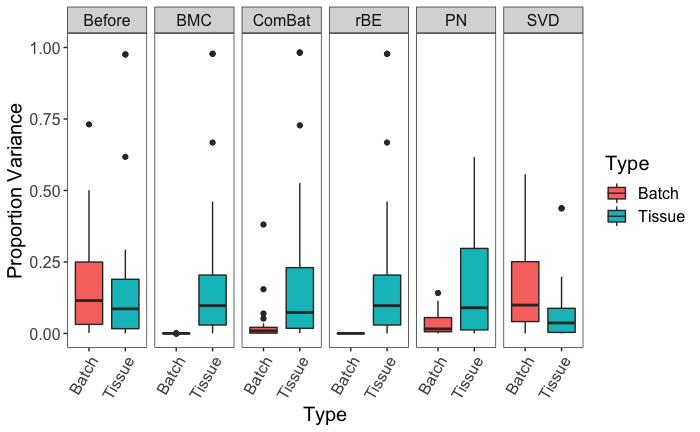 Before BMC ComBat rBE PN SVD
1.00
0.75
0.50
0.25
0.00
Proportion Variance
Batch Tissue Batch Tissue Batch Tissue Batch Tissue Batch Tissue Batch Tissue
Type
Type
Batch
Tissue